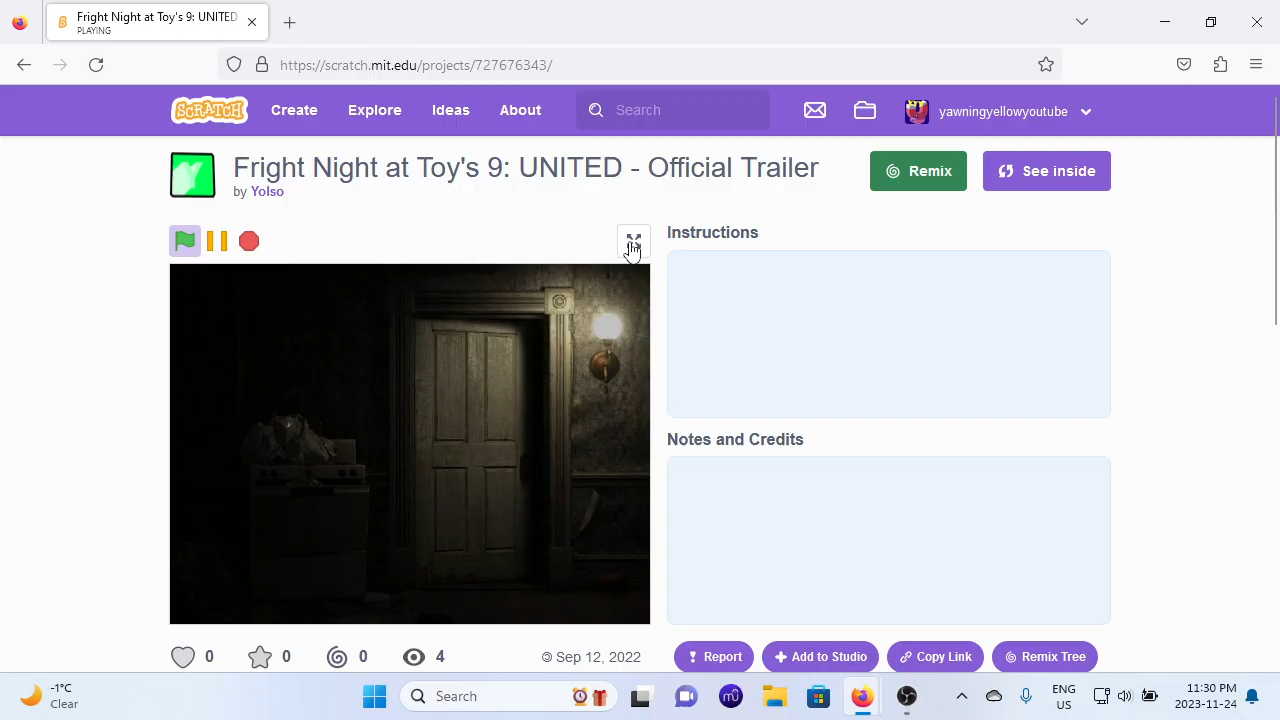 Fright Night at Toy's 9: UNITED
PLAYING
https://scratch.mit.edu/projects/727676343/
SCRATCH
Create
Explore
Ideas
About
Search
yawningyellowyoutube
Fright Night at Toy's 9: UNITED - Official Trailer
by Yolso
Remix
See inside
Instructions
Notes and Credits
0
0
0
4
Sep 12, 2022
Report
Add to Studio
Copy Link
Remix Tree
-1°C
Clear
Search
ENG
US
11:30 PM
2023-11-24